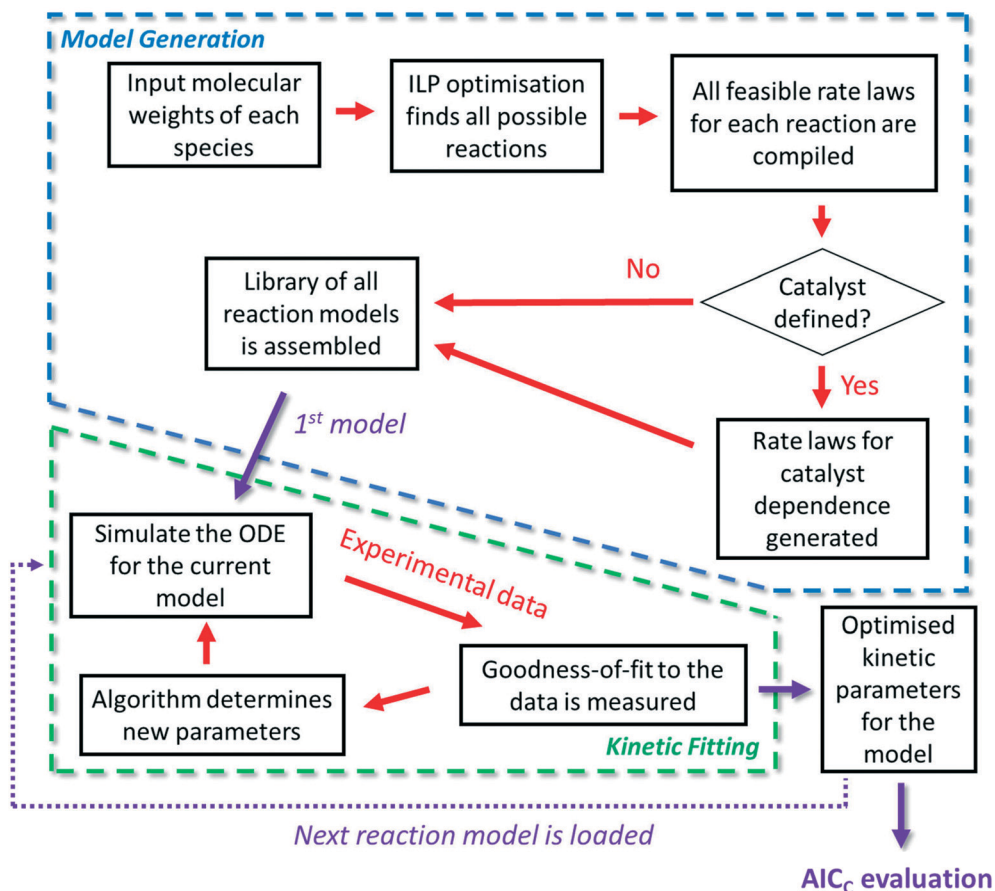 Model Generation
Input molecular
weights of each
species
ILP optimisation
finds all possible
reactions
All feasible rate laws
for each reaction are
compiled
Catalyst
defined?
No
Yes
Library of all
reaction models
is assembled
Rate laws for
catalyst
dependence
generated
1st model
Simulate the ODE
for the current
model
Experimental data
Goodness-of-fit to the
data is measured
Algorithm determines
new parameters
Kinetic Fitting
Optimised
kinetic
parameters
for the
model
Next reaction model is loaded
AICC evaluation